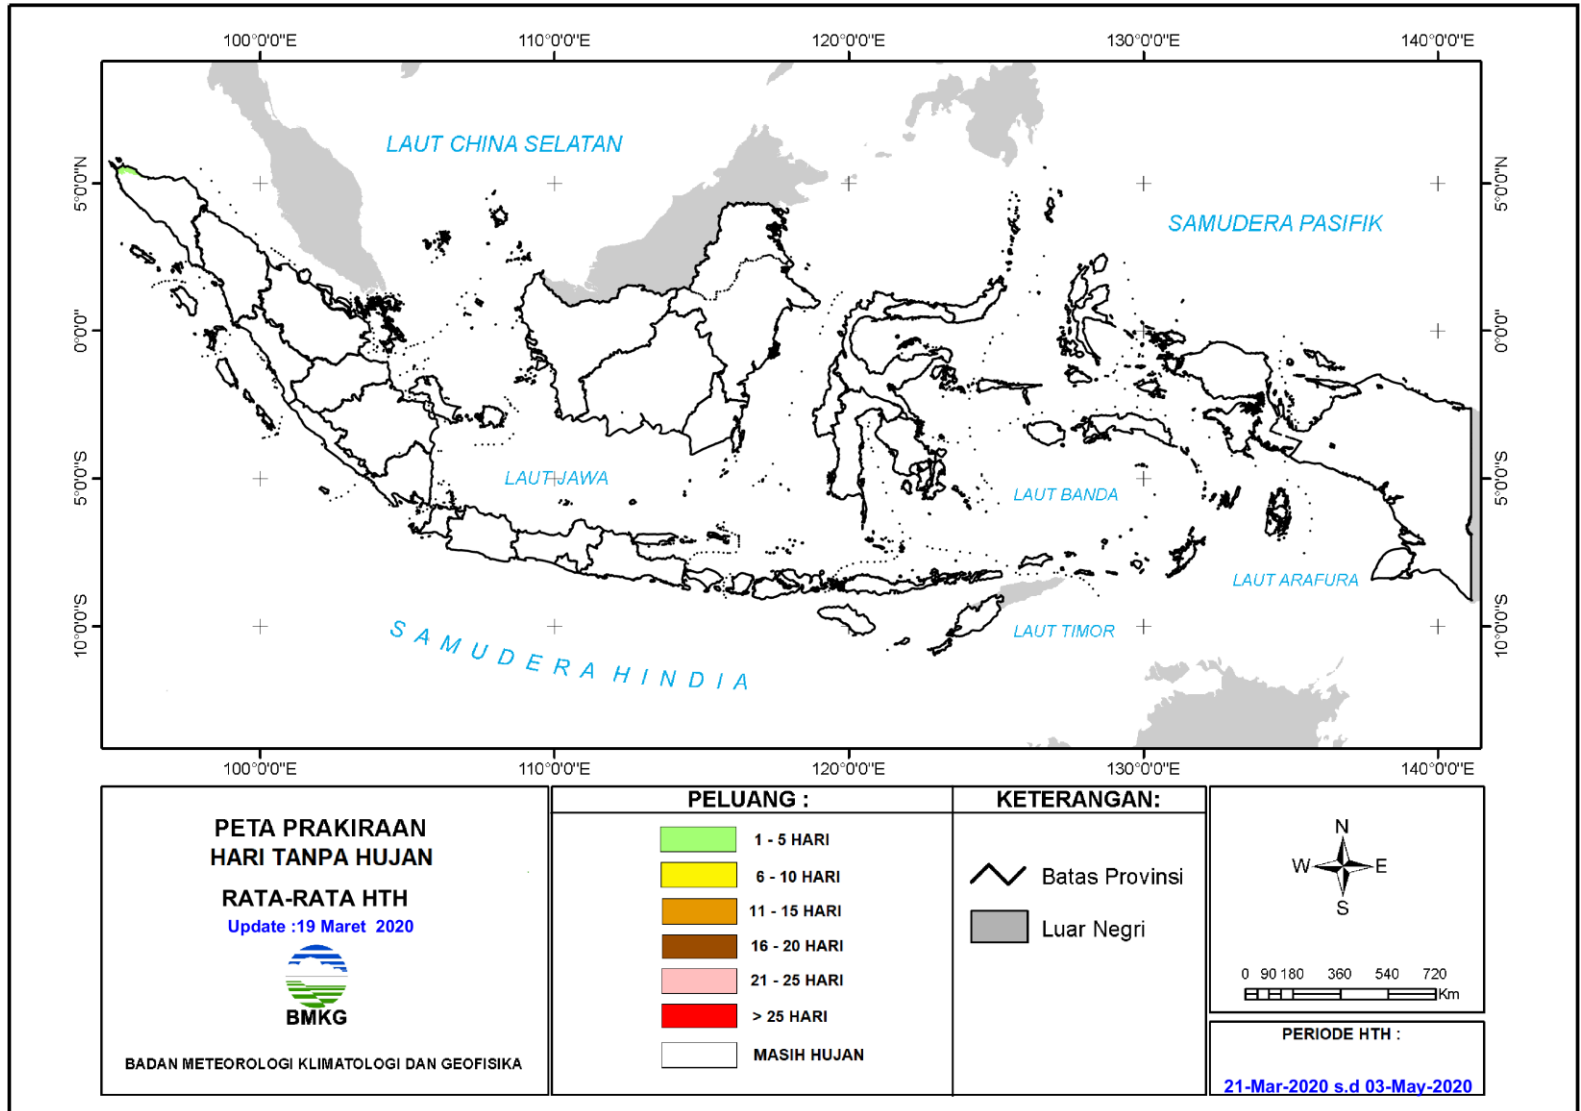 100°0'0"E 110°0'0"E 120°0'0"E 130°0'0"E 140°0'0"E
5°0'0"N
0°0'0"
5°0'0"S
10°0'0"S
LAUT CHINA SELATAN
SAMUDERA PASIFIK
LAUT JAWA
LAUT BANDA
LAUT ARAFURA
LAUT TIMOR
SAMUDERA HINDIA
5°0'0"N
0°0'0"
5°0'0"S
10°0'0"S
100°0'0"E 110°0'0"E 120°0'0"E 130°0'0"E 140°0'0"E
PETA PRAKIRAAN
HARI TANPA HUJAN
RATA-RATA HTH
Update :19 Maret 2020
BMKG
BADAN METEOROLOGI KLIMATOLOGI DAN GEOFISIKA
PELUANG :
1 - 5 HARI
6 - 10 HARI
11 - 15 HARI
16 - 20 HARI
21 - 25 HARI
> 25 HARI
MASIH HUJAN
KETERANGAN:
Batas Provinsi
Luar Negri
N
W E
S
0 90 180 360 540 720
Km
PERIODE HTH :
21-Mar-2020 s.d 03-May-2020